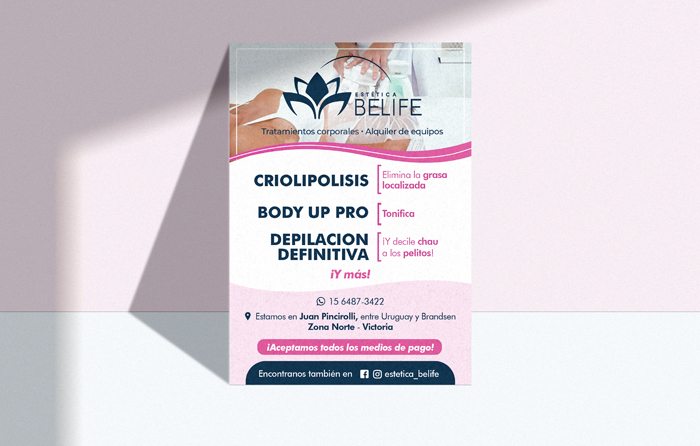 ESTÉTICA
BELIFE
Tratamientos corporales • Alquiler de equipos
CRIOLIPOLISIS
Elimina la grasa
localizada
BODY UP PRO
Tonifica
DEPILACION
DEFINITIVA
¡Y decile chau
a los pelitos!
¡Y más!
15 6487-3422
Estamos en Juan Pincirolli, entre Uruguay y Brandsen
Zona Norte - Victoria
¡Aceptamos todos los medios de pago!
Encontranos también en estetica_belife